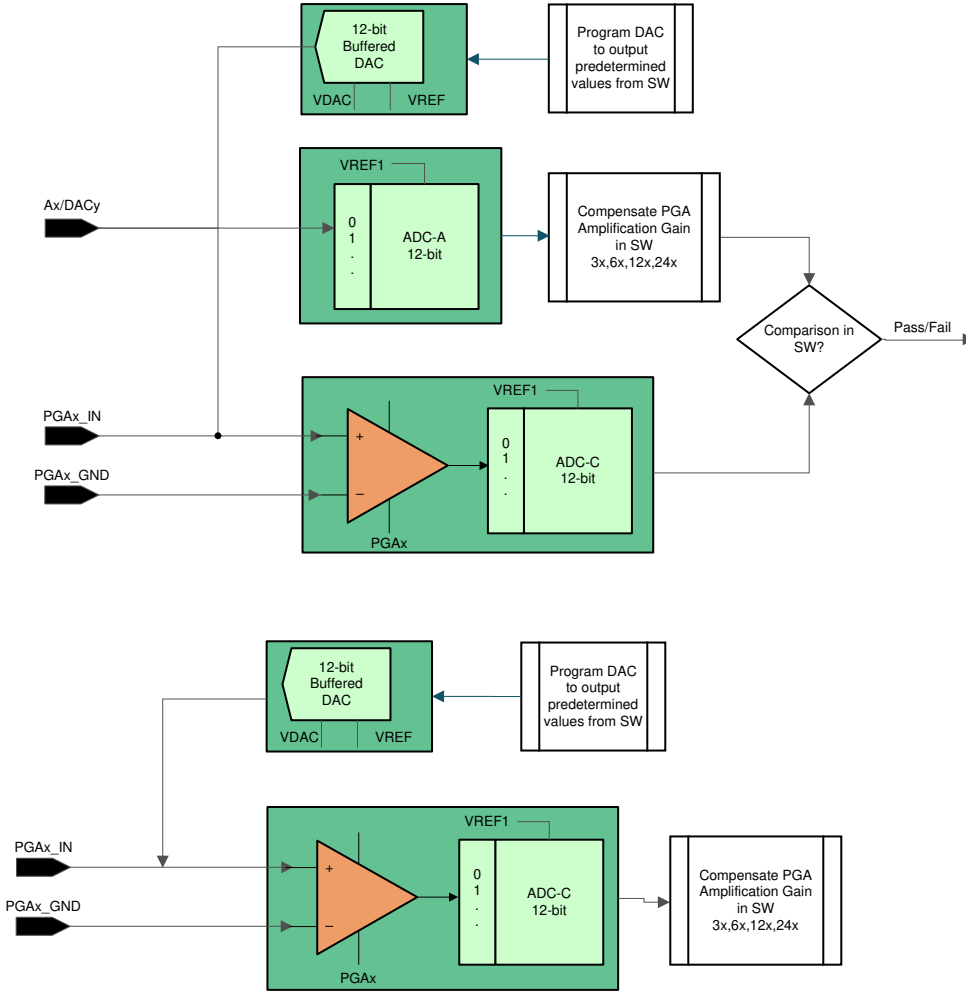 12-bit
Buffered
DAC
VDAC
VREF
Program DAC
to output
predetermined
values from SW
Ax/DACy
VREF1
0
1
.
.
ADC-A
12-bit
Compensate PGA
Amplification Gain
in SW
3x,6x,12x,24x
Comparison in
SW?
Pass/Fail
PGAx_IN
PGAx_GND
+
−
PGAx
VREF1
0
1
.
.
ADC-C
12-bit
12-bit
Buffered
DAC
VDAC
VREF
Program DAC
to output
predetermined
values from SW
PGAx_IN
PGAx_GND
+
−
PGAx
VREF1
0
1
.
.
ADC-C
12-bit
Compensate PGA
Amplification Gain
in SW
3x,6x,12x,24x